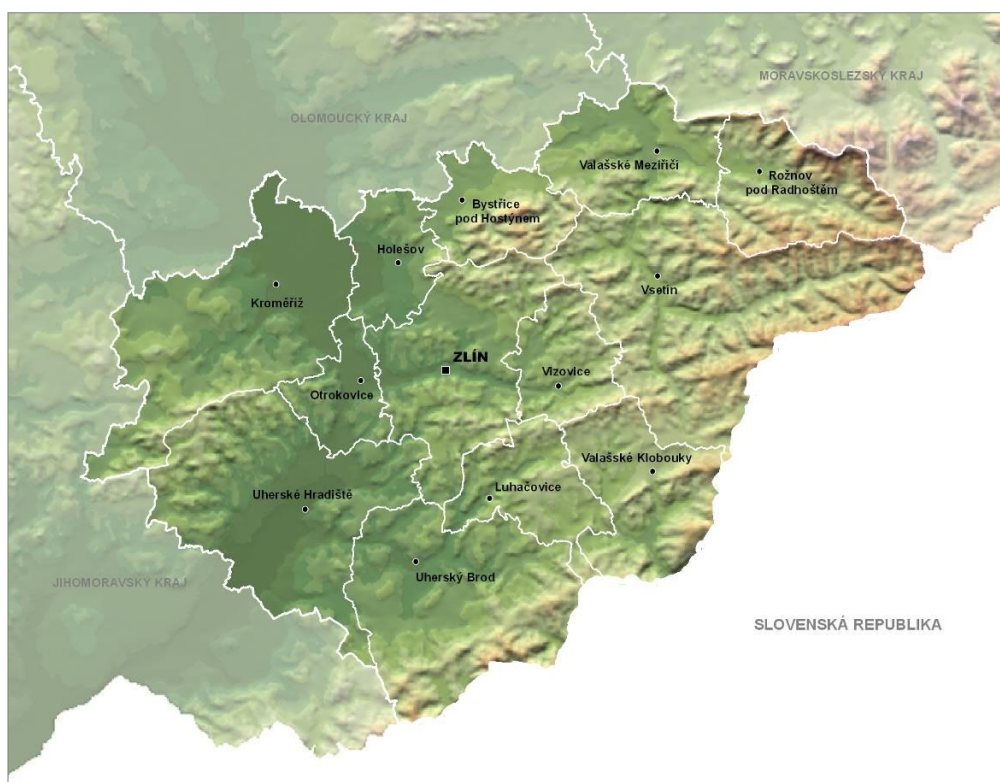 MORAVSKOSLEZSKÝ KRAJ
OLOMOUCKÝ KRAJ
Valašské Meziříčí
Rožnov
pod Radhoštěm
Bystřice
pod Hostýnem
Holešov
Vsetín
Kroměříž
ZLÍN
Vizovice
Otrokovice
Valašské Klobouky
Luhačovice
Uherské Hradiště
Uherský Brod
JIHOMORAVSKÝ KRAJ
SLOVENSKÁ REPUBLIKA